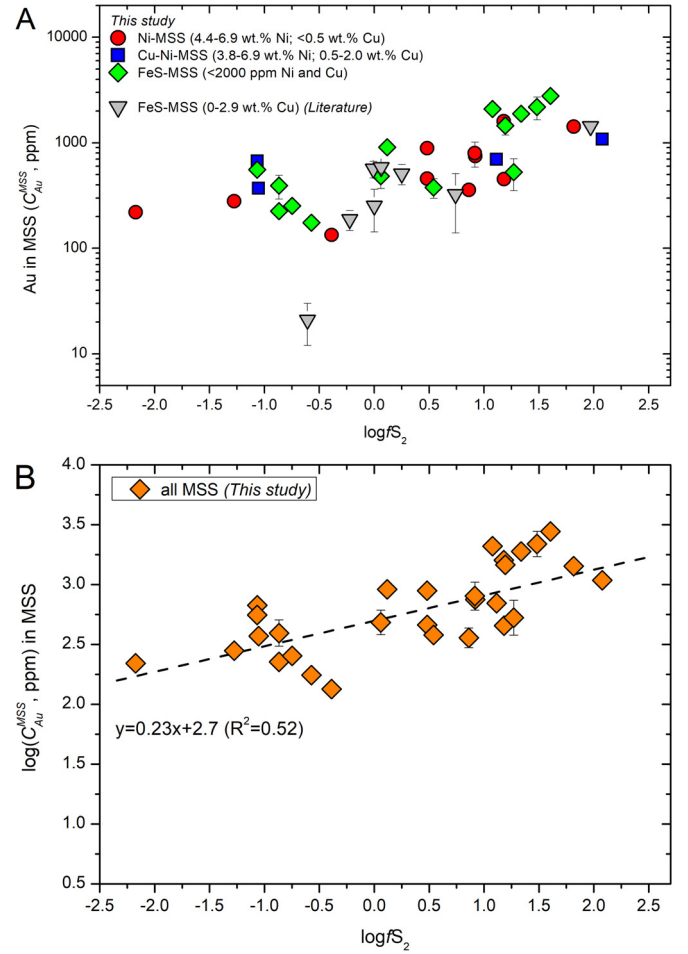 A
This study
Ni-MSS (4.4-6.9 wt.% Ni; <0.5 wt.% Cu)
Cu-Ni-MSS (3.8-6.9 wt.% Ni; 0.5-2.0 wt.% Cu)
FeS-MSS (<2000 ppm Ni and Cu)
FeS-MSS (0-2.9 wt.% Cu) (Literature)
Au in MSS (C_Au^MSS, ppm)
10000
1000
100
10
-2.5 -2.0 -1.5 -1.0 -0.5 0.0 0.5 1.0 1.5 2.0 2.5
logfS₂
B
all MSS (This study)
log(C_Au^MSS, ppm) in MSS
4.0
3.5
3.0
2.5
2.0
1.5
1.0
0.5
y=0.23x+2.7 (R²=0.52)
-2.5 -2.0 -1.5 -1.0 -0.5 0.0 0.5 1.0 1.5 2.0 2.5
logfS₂